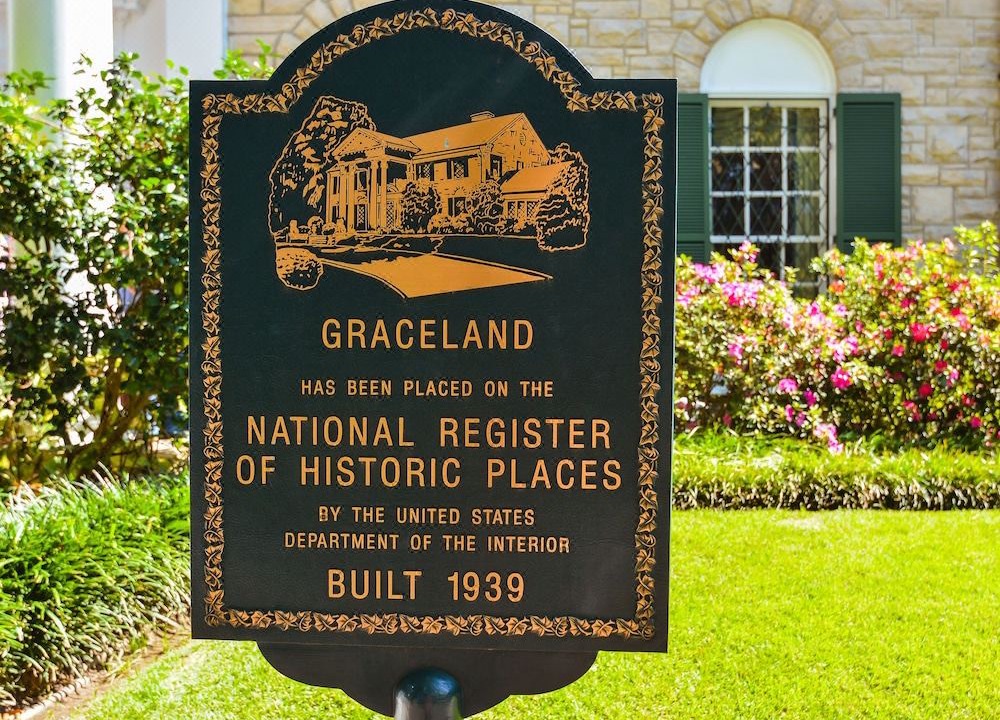 GRACELAND
HAS BEEN PLACED ON THE
NATIONAL REGISTER
OF HISTORIC PLACES
BY THE UNITED STATES
DEPARTMENT OF THE INTERIOR
BUILT 1939